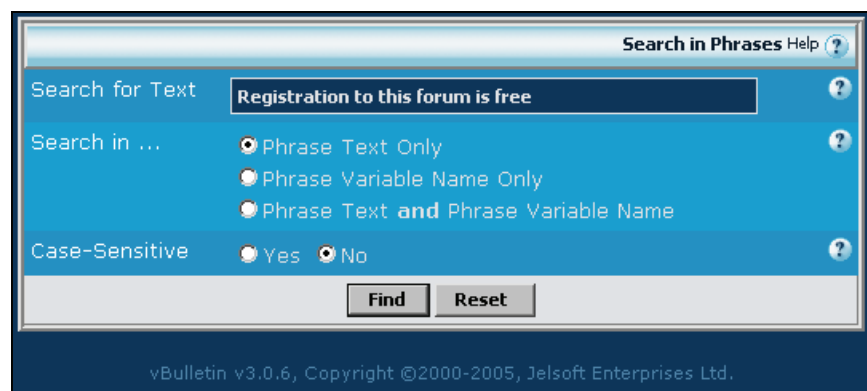 Search in Phrases Help ?
Search for Text Registration to this forum is free ?
Search in ... Phrase Text Only ?
Phrase Variable Name Only
Phrase Text and Phrase Variable Name
Case-Sensitive Yes No ?
Find Reset
vBulletin v3.0.6, Copyright ©2000-2005, Jelsoft Enterprises Ltd.